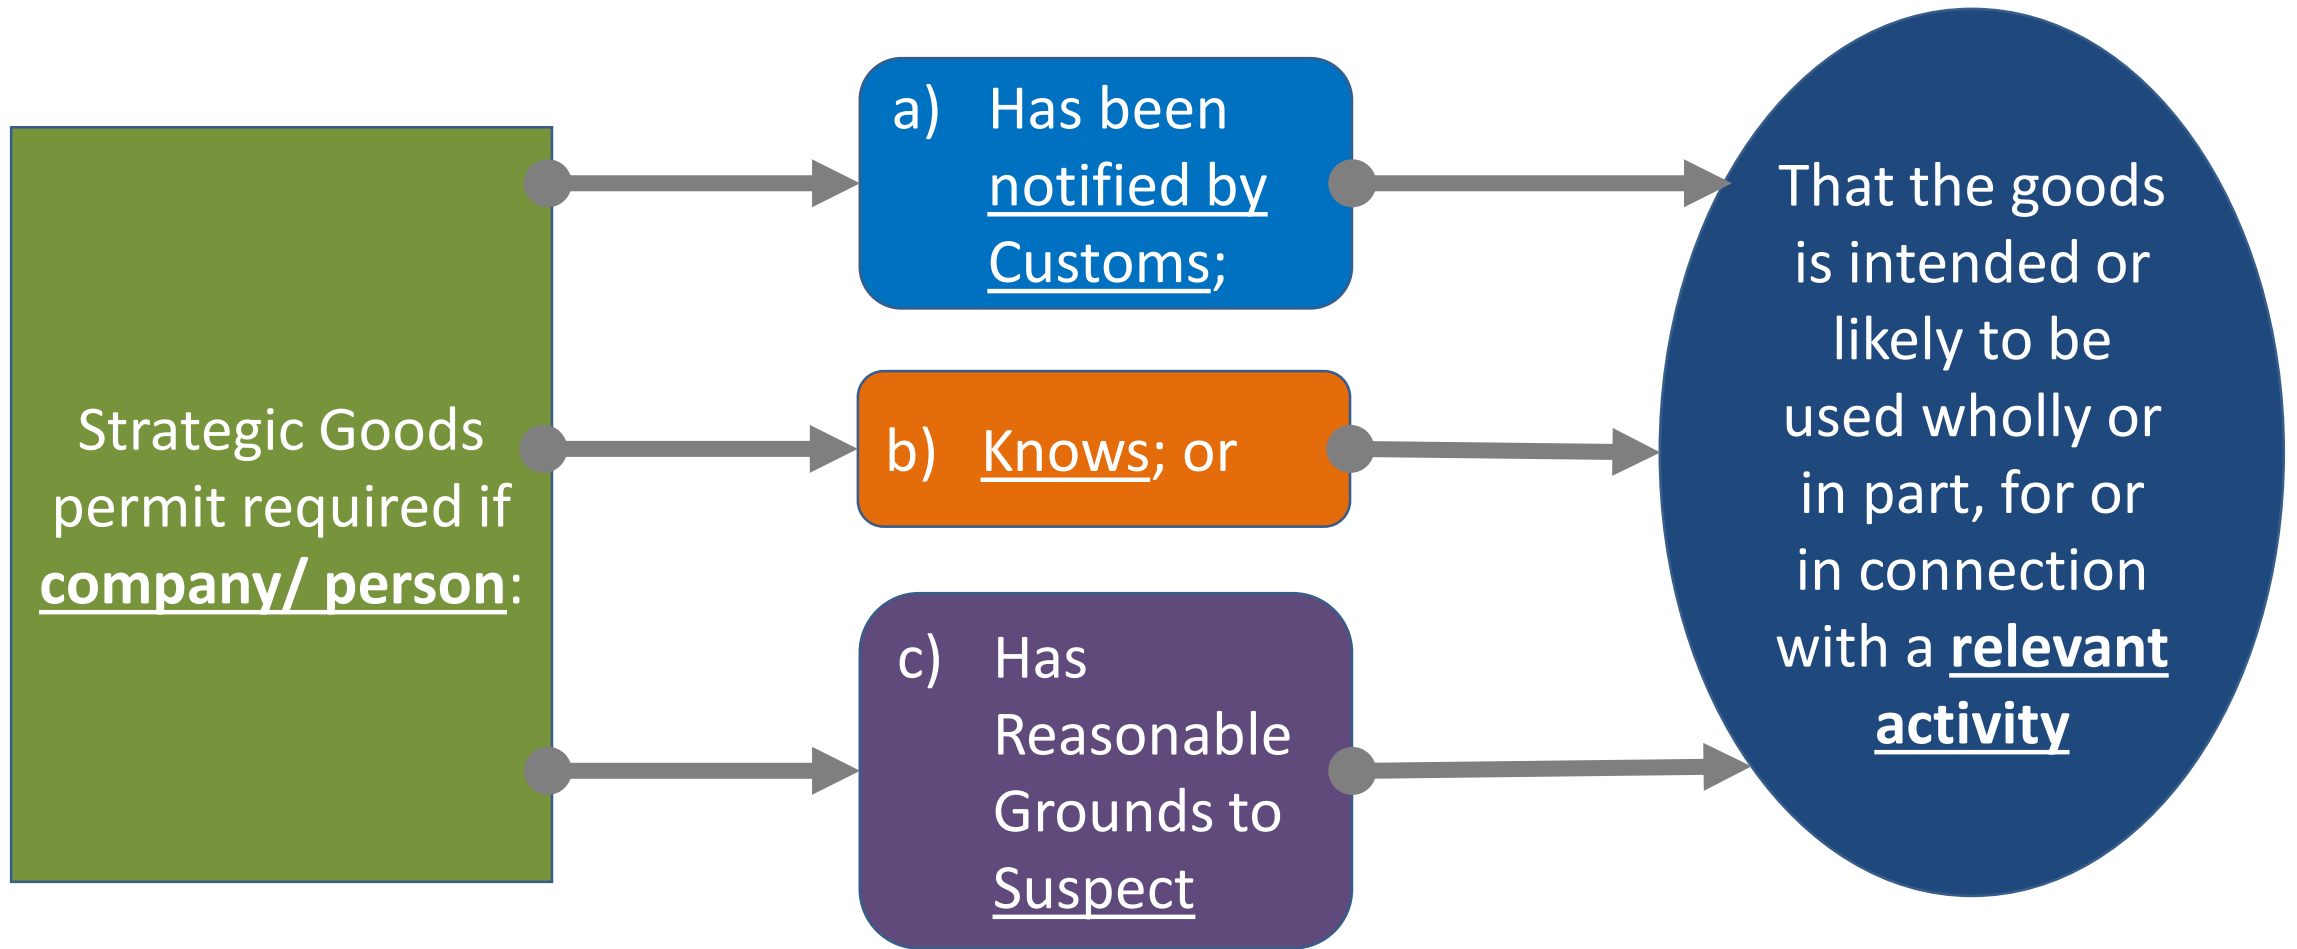 Strategic Goods
permit required if
company/ person:
a) Has been
notified by
Customs;
b) Knows; or
c) Has
Reasonable
Grounds to
Suspect
That the goods
is intended or
likely to be
used wholly or
in part, for or
in connection
with a relevant
activity